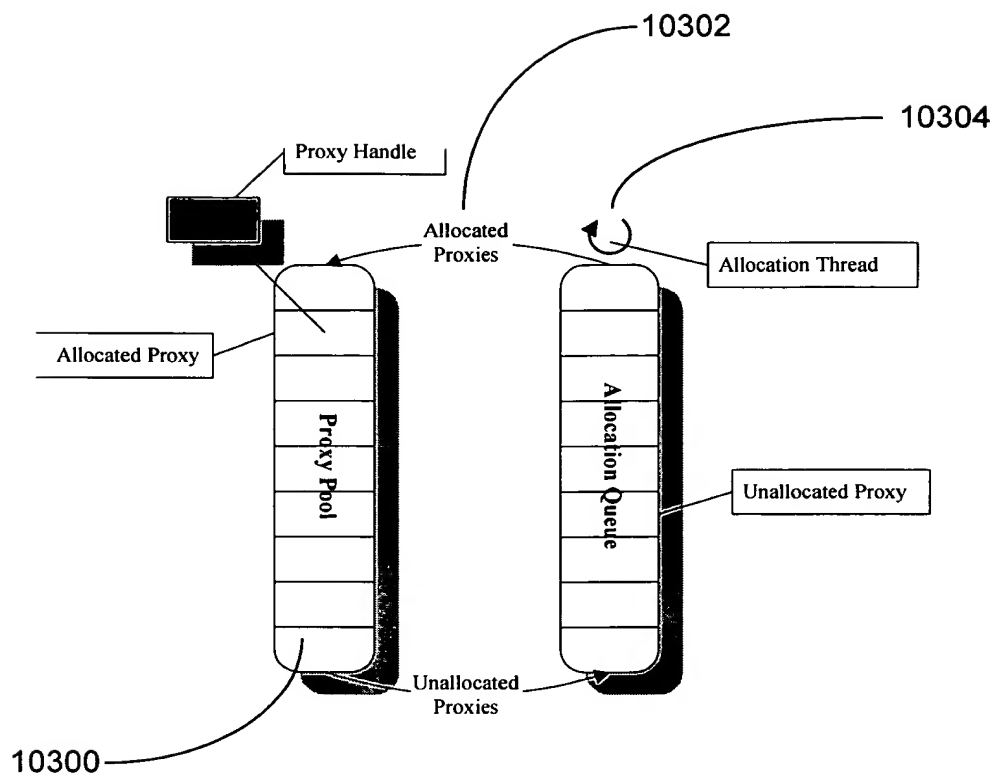 10302
10304
Proxy Handle
Allocated
Proxies
Allocation Thread
Allocated Proxy
Proxy Pool
Allocation Queue
Unallocated Proxy
Unallocated
Proxies
10300